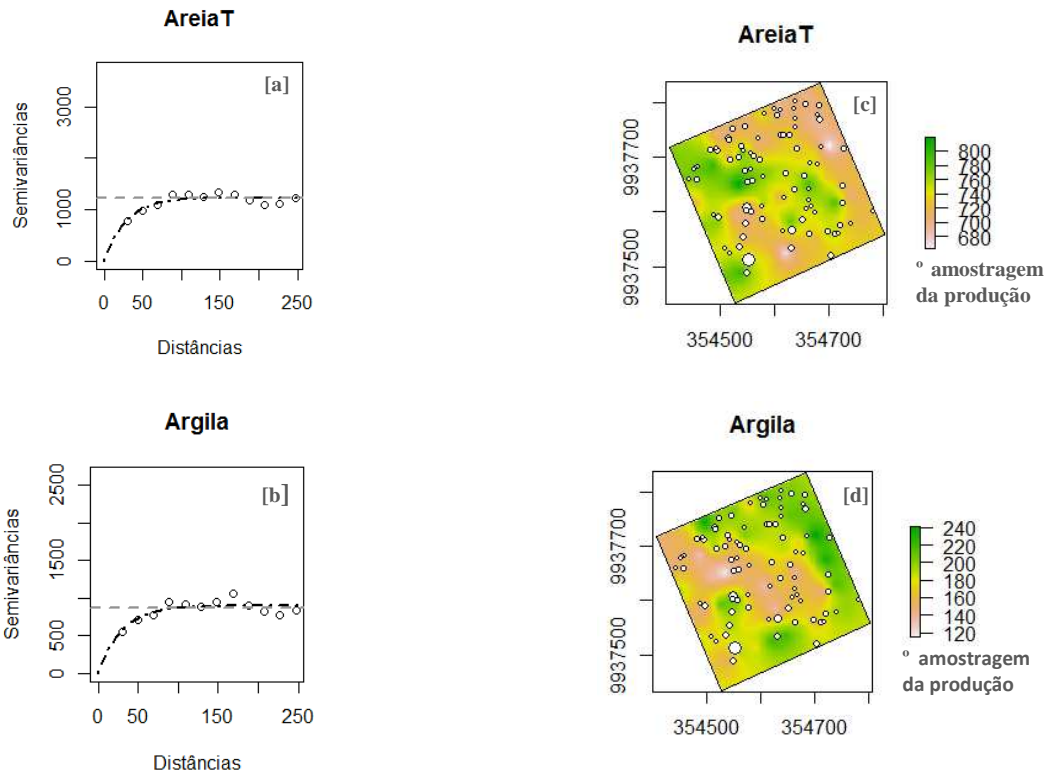 AreiaT
[a]
Semivariâncias
0 1000 3000
0 50 150 250
Distâncias
AreiaT
[c]
9937500 9937700
354500 354700
800
780
760
740
720
700
680
° amostragem
da produção
Argila
[b]
Semivariâncias
0 500 1500 2500
0 50 150 250
Distâncias
Argila
[d]
9937500 9937700
354500 354700
240
220
200
180
160
140
120
° amostragem
da produção